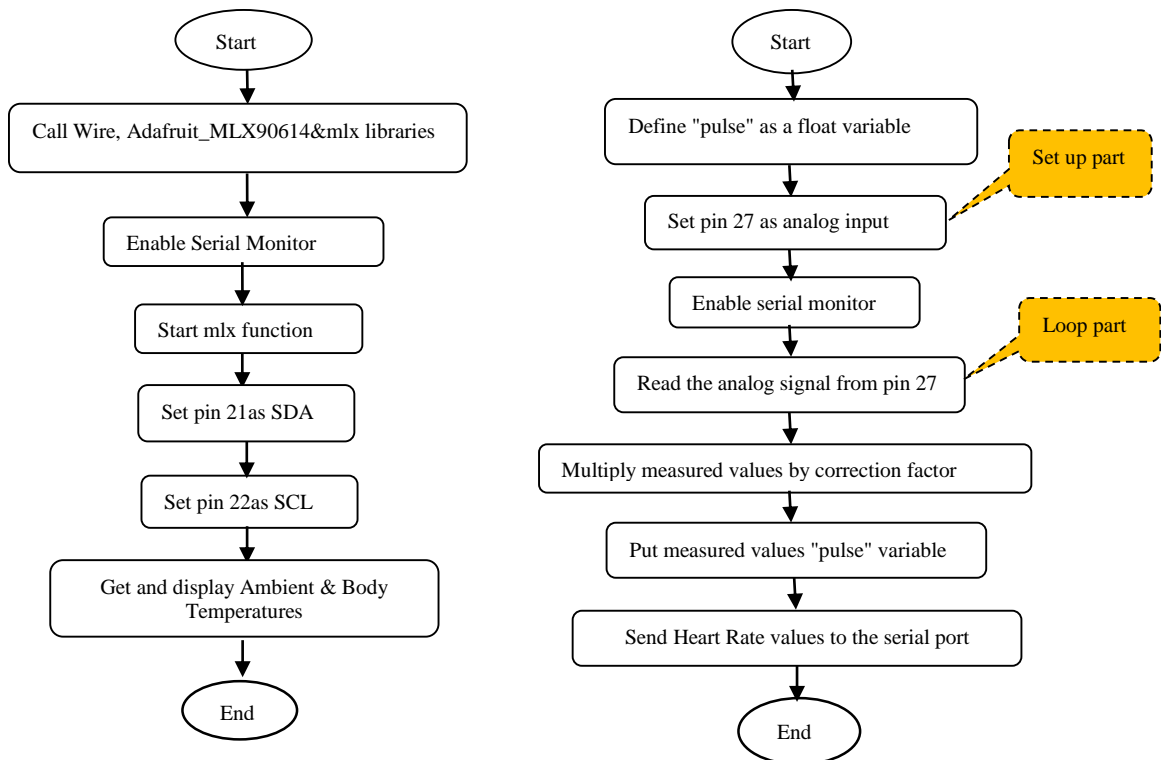 Start
Call Wire, Adafruit_MLX90614&mlx libraries
Enable Serial Monitor
Start mlx function
Set pin 21as SDA
Set pin 22as SCL
Get and display Ambient & Body
Temperatures
End
Start
Define "pulse" as a float variable
Set up part
Set pin 27 as analog input
Enable serial monitor
Loop part
Read the analog signal from pin 27
Multiply measured values by correction factor
Put measured values "pulse" variable
Send Heart Rate values to the serial port
End